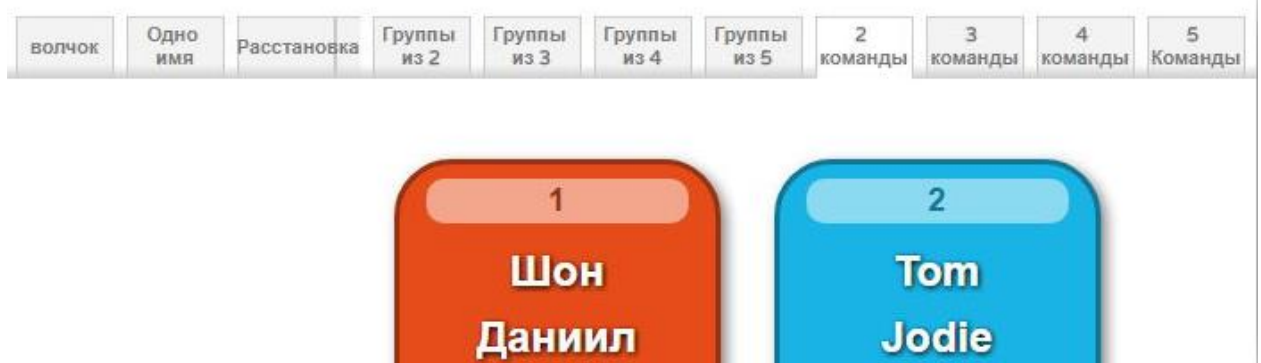 волчок
Одно
имя
Расстановка
Группы
из 2
Группы
из 3
Группы
из 4
Группы
из 5
2
команды
3
команды
4
команды
5
Команды
1
Шон
Даниил
2
Tom
Jodie